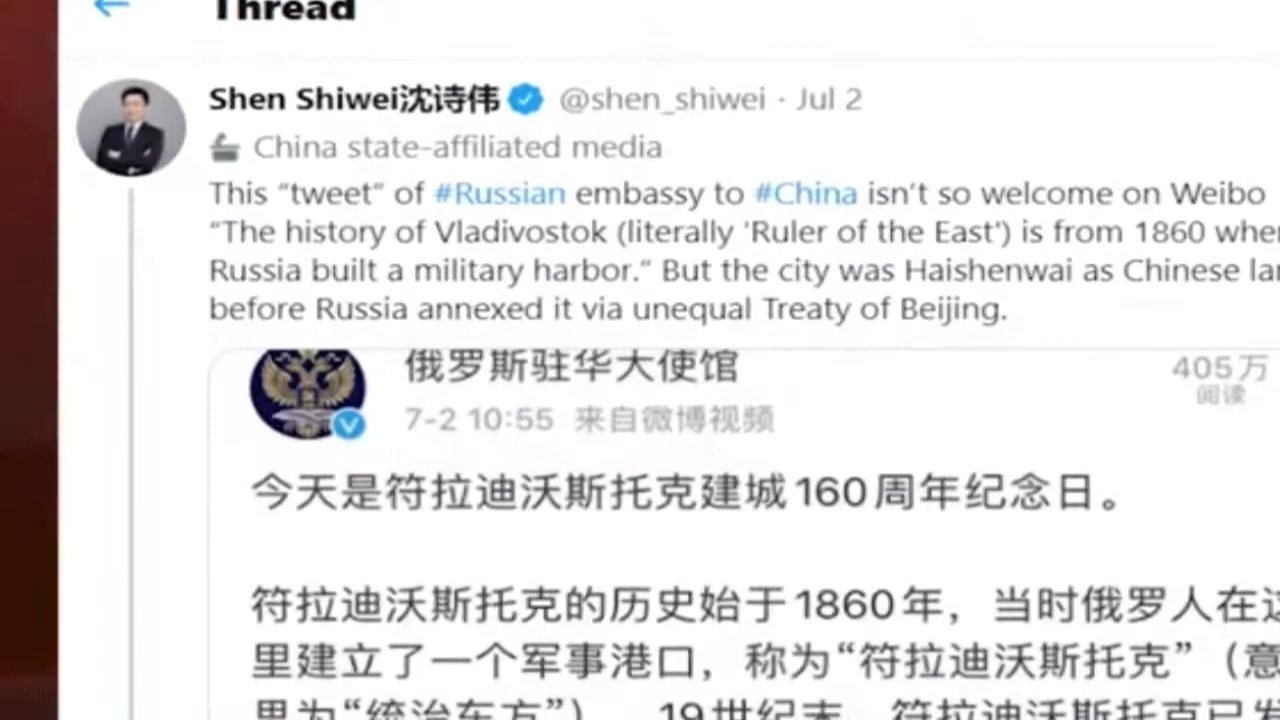 Thread
Shen Shiwei沈诗伟 @shen_shiwei · Jul 2
China state-affiliated media
This “tweet” of #Russian embassy to #China isn’t so welcome on Weibo
“The history of Vladivostok (literally ‘Ruler of the East’) is from 1860
Russia built a military harbor.” But the city was Haishenwai as Chinese
before Russia annexed it via unequal Treaty of Beijing.
俄罗斯驻华大使馆
405万
7-2 10:55 来自微博视频
阅读
今天是符拉迪沃斯托克建城160周年纪念日。
符拉迪沃斯托克的历史始于1860年，当时俄罗人在这
里建立了一个军事港口，称为“符拉迪沃斯托克”（意
思为“统治东方”）。19世纪末，符拉迪沃斯托克已发